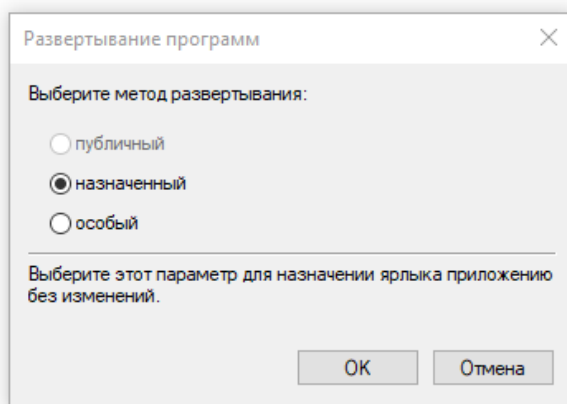 Развертывание программ
Выберите метод развертывания:
публичный
назначенный
особый
Выберите этот параметр для назначении ярлыка приложению
без изменений.
OK
Отмена